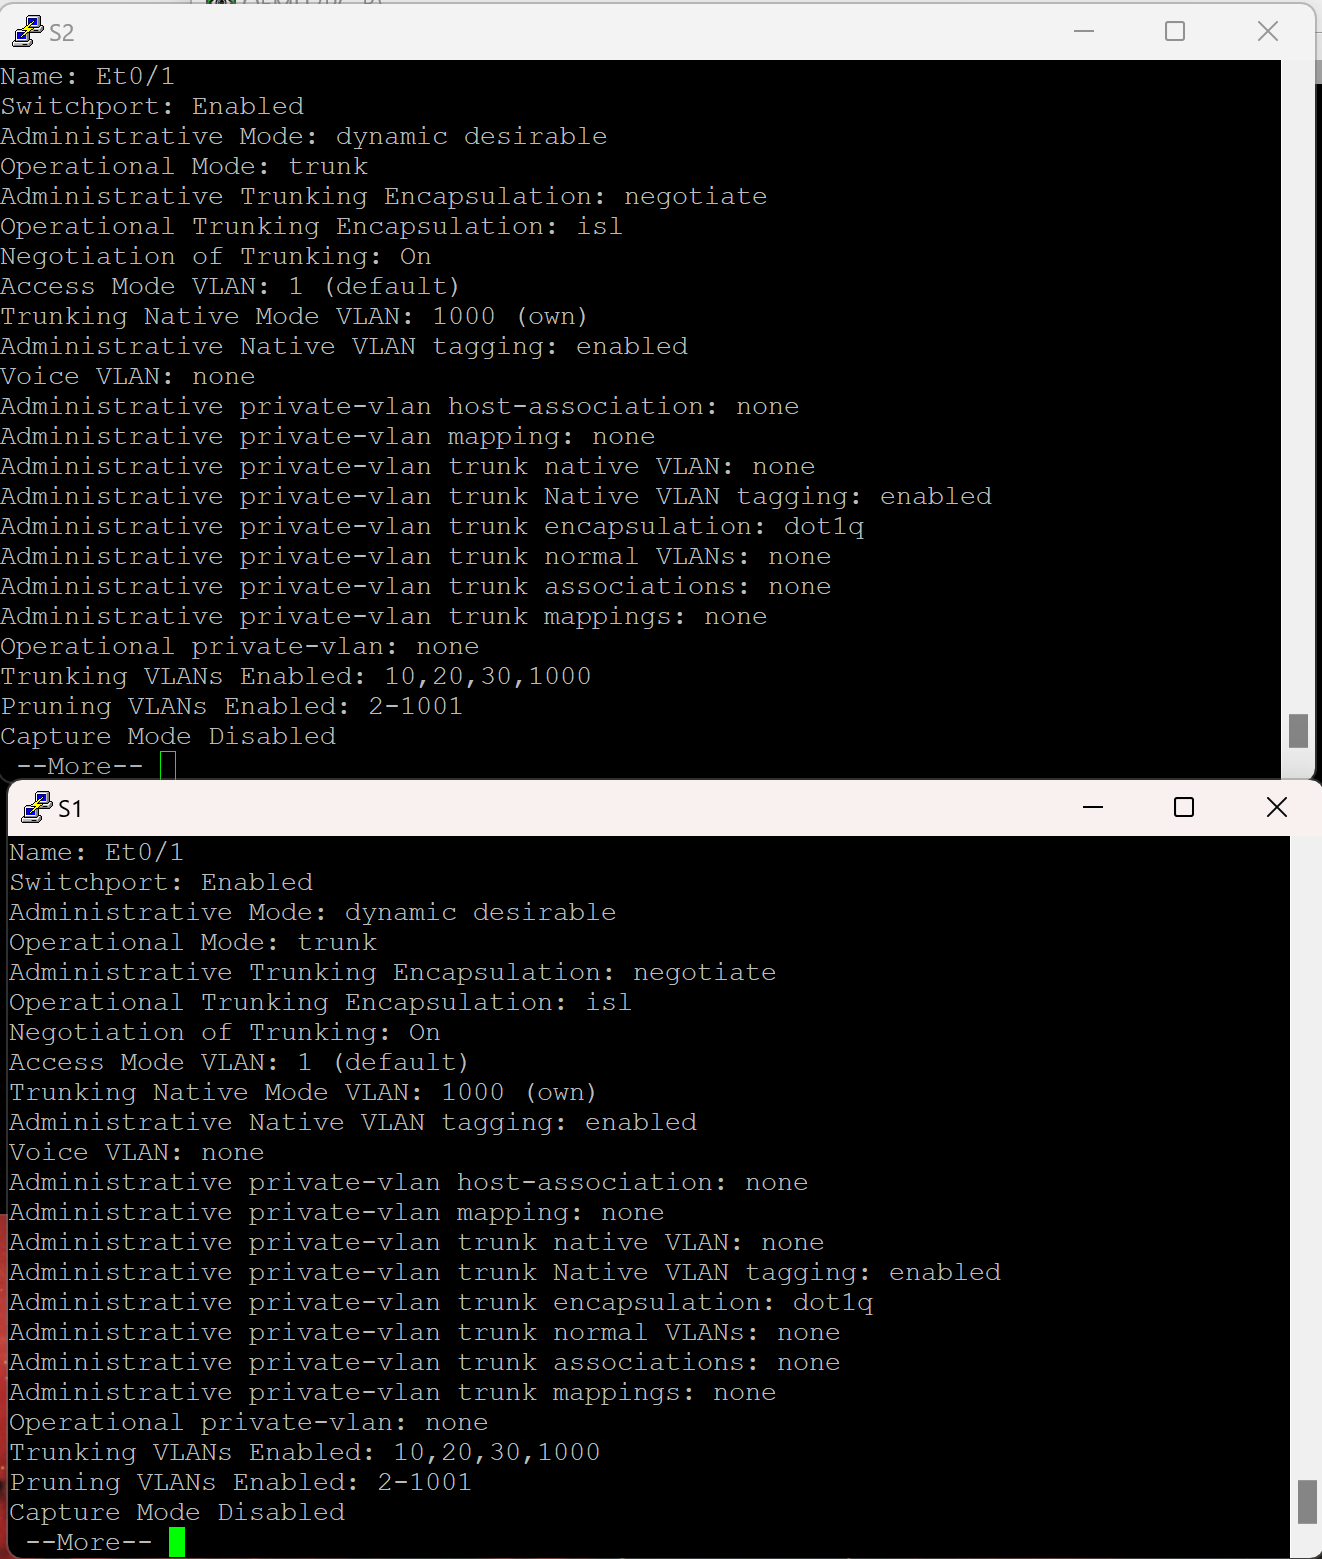 S2
Name: Et0/1
Switchport: Enabled
Administrative Mode: dynamic desirable
Operational Mode: trunk
Administrative Trunking Encapsulation: negotiate
Operational Trunking Encapsulation: isl
Negotiation of Trunking: On
Access Mode VLAN: 1 (default)
Trunking Native Mode VLAN: 1000 (own)
Administrative Native VLAN tagging: enabled
Voice VLAN: none
Administrative private-vlan host-association: none
Administrative private-vlan mapping: none
Administrative private-vlan trunk native VLAN: none
Administrative private-vlan trunk Native VLAN tagging: enabled
Administrative private-vlan trunk encapsulation: dot1q
Administrative private-vlan trunk normal VLANs: none
Administrative private-vlan trunk associations: none
Administrative private-vlan trunk mappings: none
Operational private-vlan: none
Trunking VLANs Enabled: 10,20,30,1000
Pruning VLANs Enabled: 2-1001
Capture Mode Disabled
--More--
S1
Name: Et0/1
Switchport: Enabled
Administrative Mode: dynamic desirable
Operational Mode: trunk
Administrative Trunking Encapsulation: negotiate
Operational Trunking Encapsulation: isl
Negotiation of Trunking: On
Access Mode VLAN: 1 (default)
Trunking Native Mode VLAN: 1000 (own)
Administrative Native VLAN tagging: enabled
Voice VLAN: none
Administrative private-vlan host-association: none
Administrative private-vlan mapping: none
Administrative private-vlan trunk native VLAN: none
Administrative private-vlan trunk Native VLAN tagging: enabled
Administrative private-vlan trunk encapsulation: dot1q
Administrative private-vlan trunk normal VLANs: none
Administrative private-vlan trunk associations: none
Administrative private-vlan trunk mappings: none
Operational private-vlan: none
Trunking VLANs Enabled: 10,20,30,1000
Pruning VLANs Enabled: 2-1001
Capture Mode Disabled
--More--